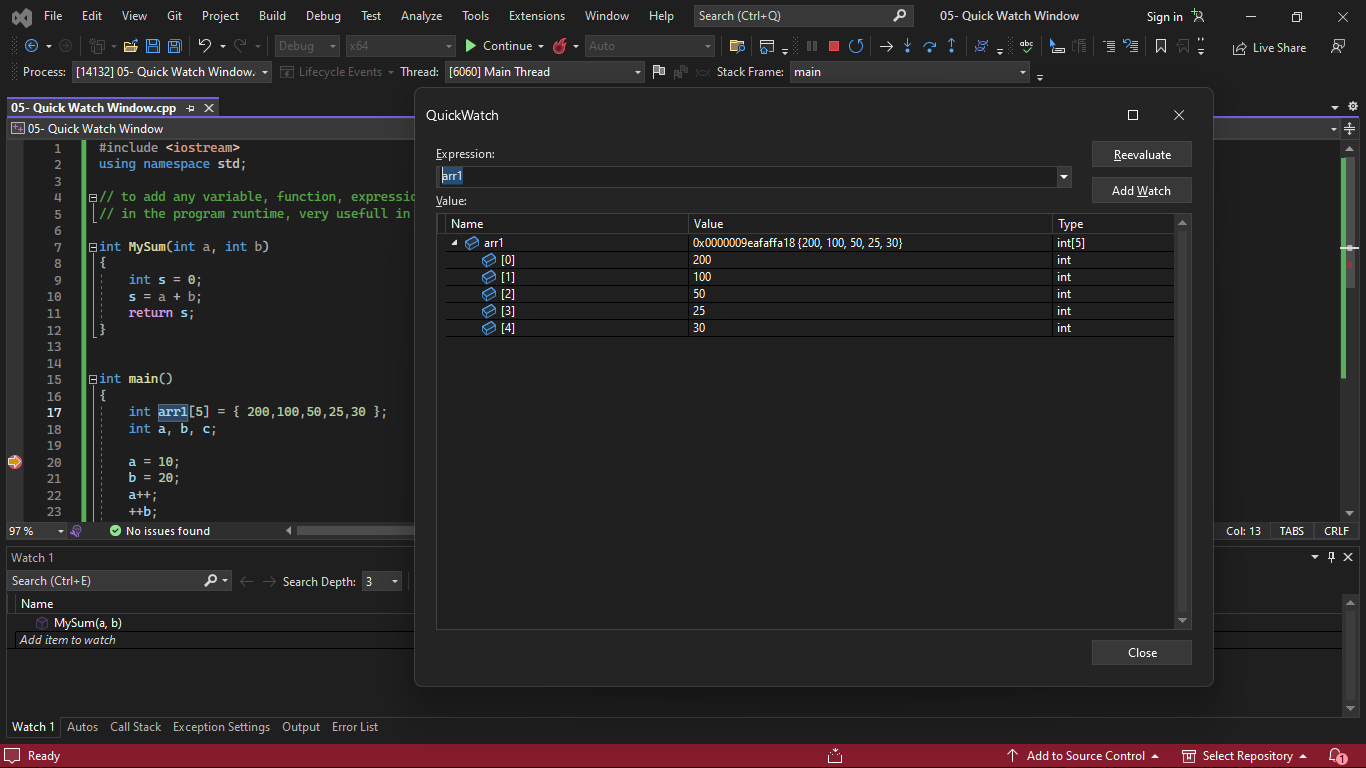 File Edit View Git Project Build Debug Test Analyze Tools Extensions Window Help Search (Ctrl+Q) 05- Quick Watch Window Sign in
Debug x64 Continue Auto Live Share
Process: [14132] 05- Quick Watch Window. Lifecycle Events Thread: [6060] Main Thread Stack Frame: main
05- Quick Watch Window.cpp
05- Quick Watch Window
1 #include <iostream>
2 using namespace std;
3
4 // to add any variable, function, expressio
5 // in the program runtime, very usefull in
6
7 int MySum(int a, int b)
8 {
9 int s = 0;
10 s = a + b;
11 return s;
12 }
13
14
15 int main()
16 {
17 int arr1[5] = { 200,100,50,25,30 };
18 int a, b, c;
19
20 a = 10;
21 b = 20;
22 a++;
23 ++b;
97 % No issues found Col: 13 TABS CRLF
QuickWatch
Expression:
arr1
Reevaluate
Add Watch
Value:
Name Value Type
arr1 0x0000009eafaffa18 {200, 100, 50, 25, 30} int[5]
[0] 200 int
[1] 100 int
[2] 50 int
[3] 25 int
[4] 30 int
Close
Watch 1
Search (Ctrl+E) Search Depth: 3
Name
MySum(a, b)
Add item to watch
Watch 1 Autos Call Stack Exception Settings Output Error List
Ready Add to Source Control Select Repository 1